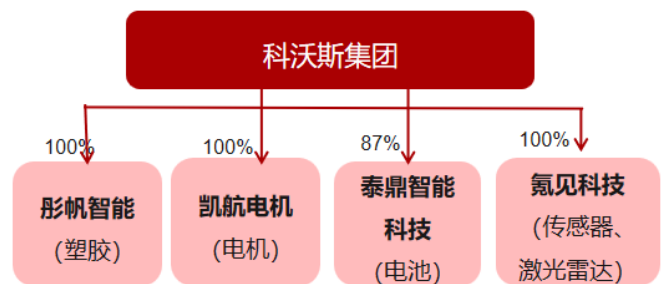 科沃斯集团
100%
100%
87%
100%
彤帆智能
(塑胶)
凯航电机
(电机)
泰鼎智能
科技
(电池)
氪见科技
(传感器、
激光雷达)